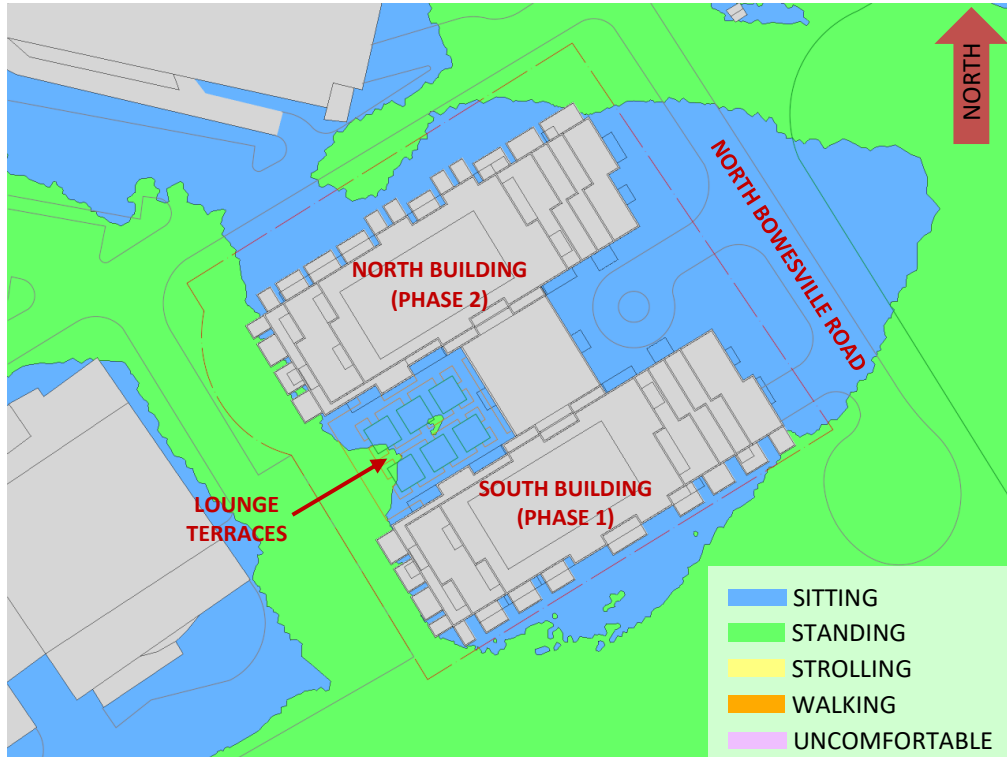 NORTH
NORTH BOWESVILLE ROAD
NORTH BUILDING
(PHASE 2)
SOUTH BUILDING
(PHASE 1)
LOUNGE
TERRACES
SITTING
STANDING
STROLLING
WALKING
UNCOMFORTABLE